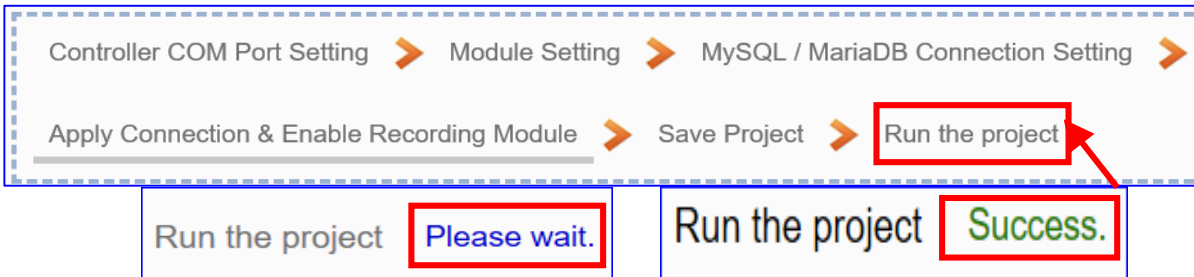 Controller COM Port Setting Module Setting MySQL / MariaDB Connection Setting
Apply Connection & Enable Recording Module Save Project Run the project
Run the project Please wait. Run the project Success.